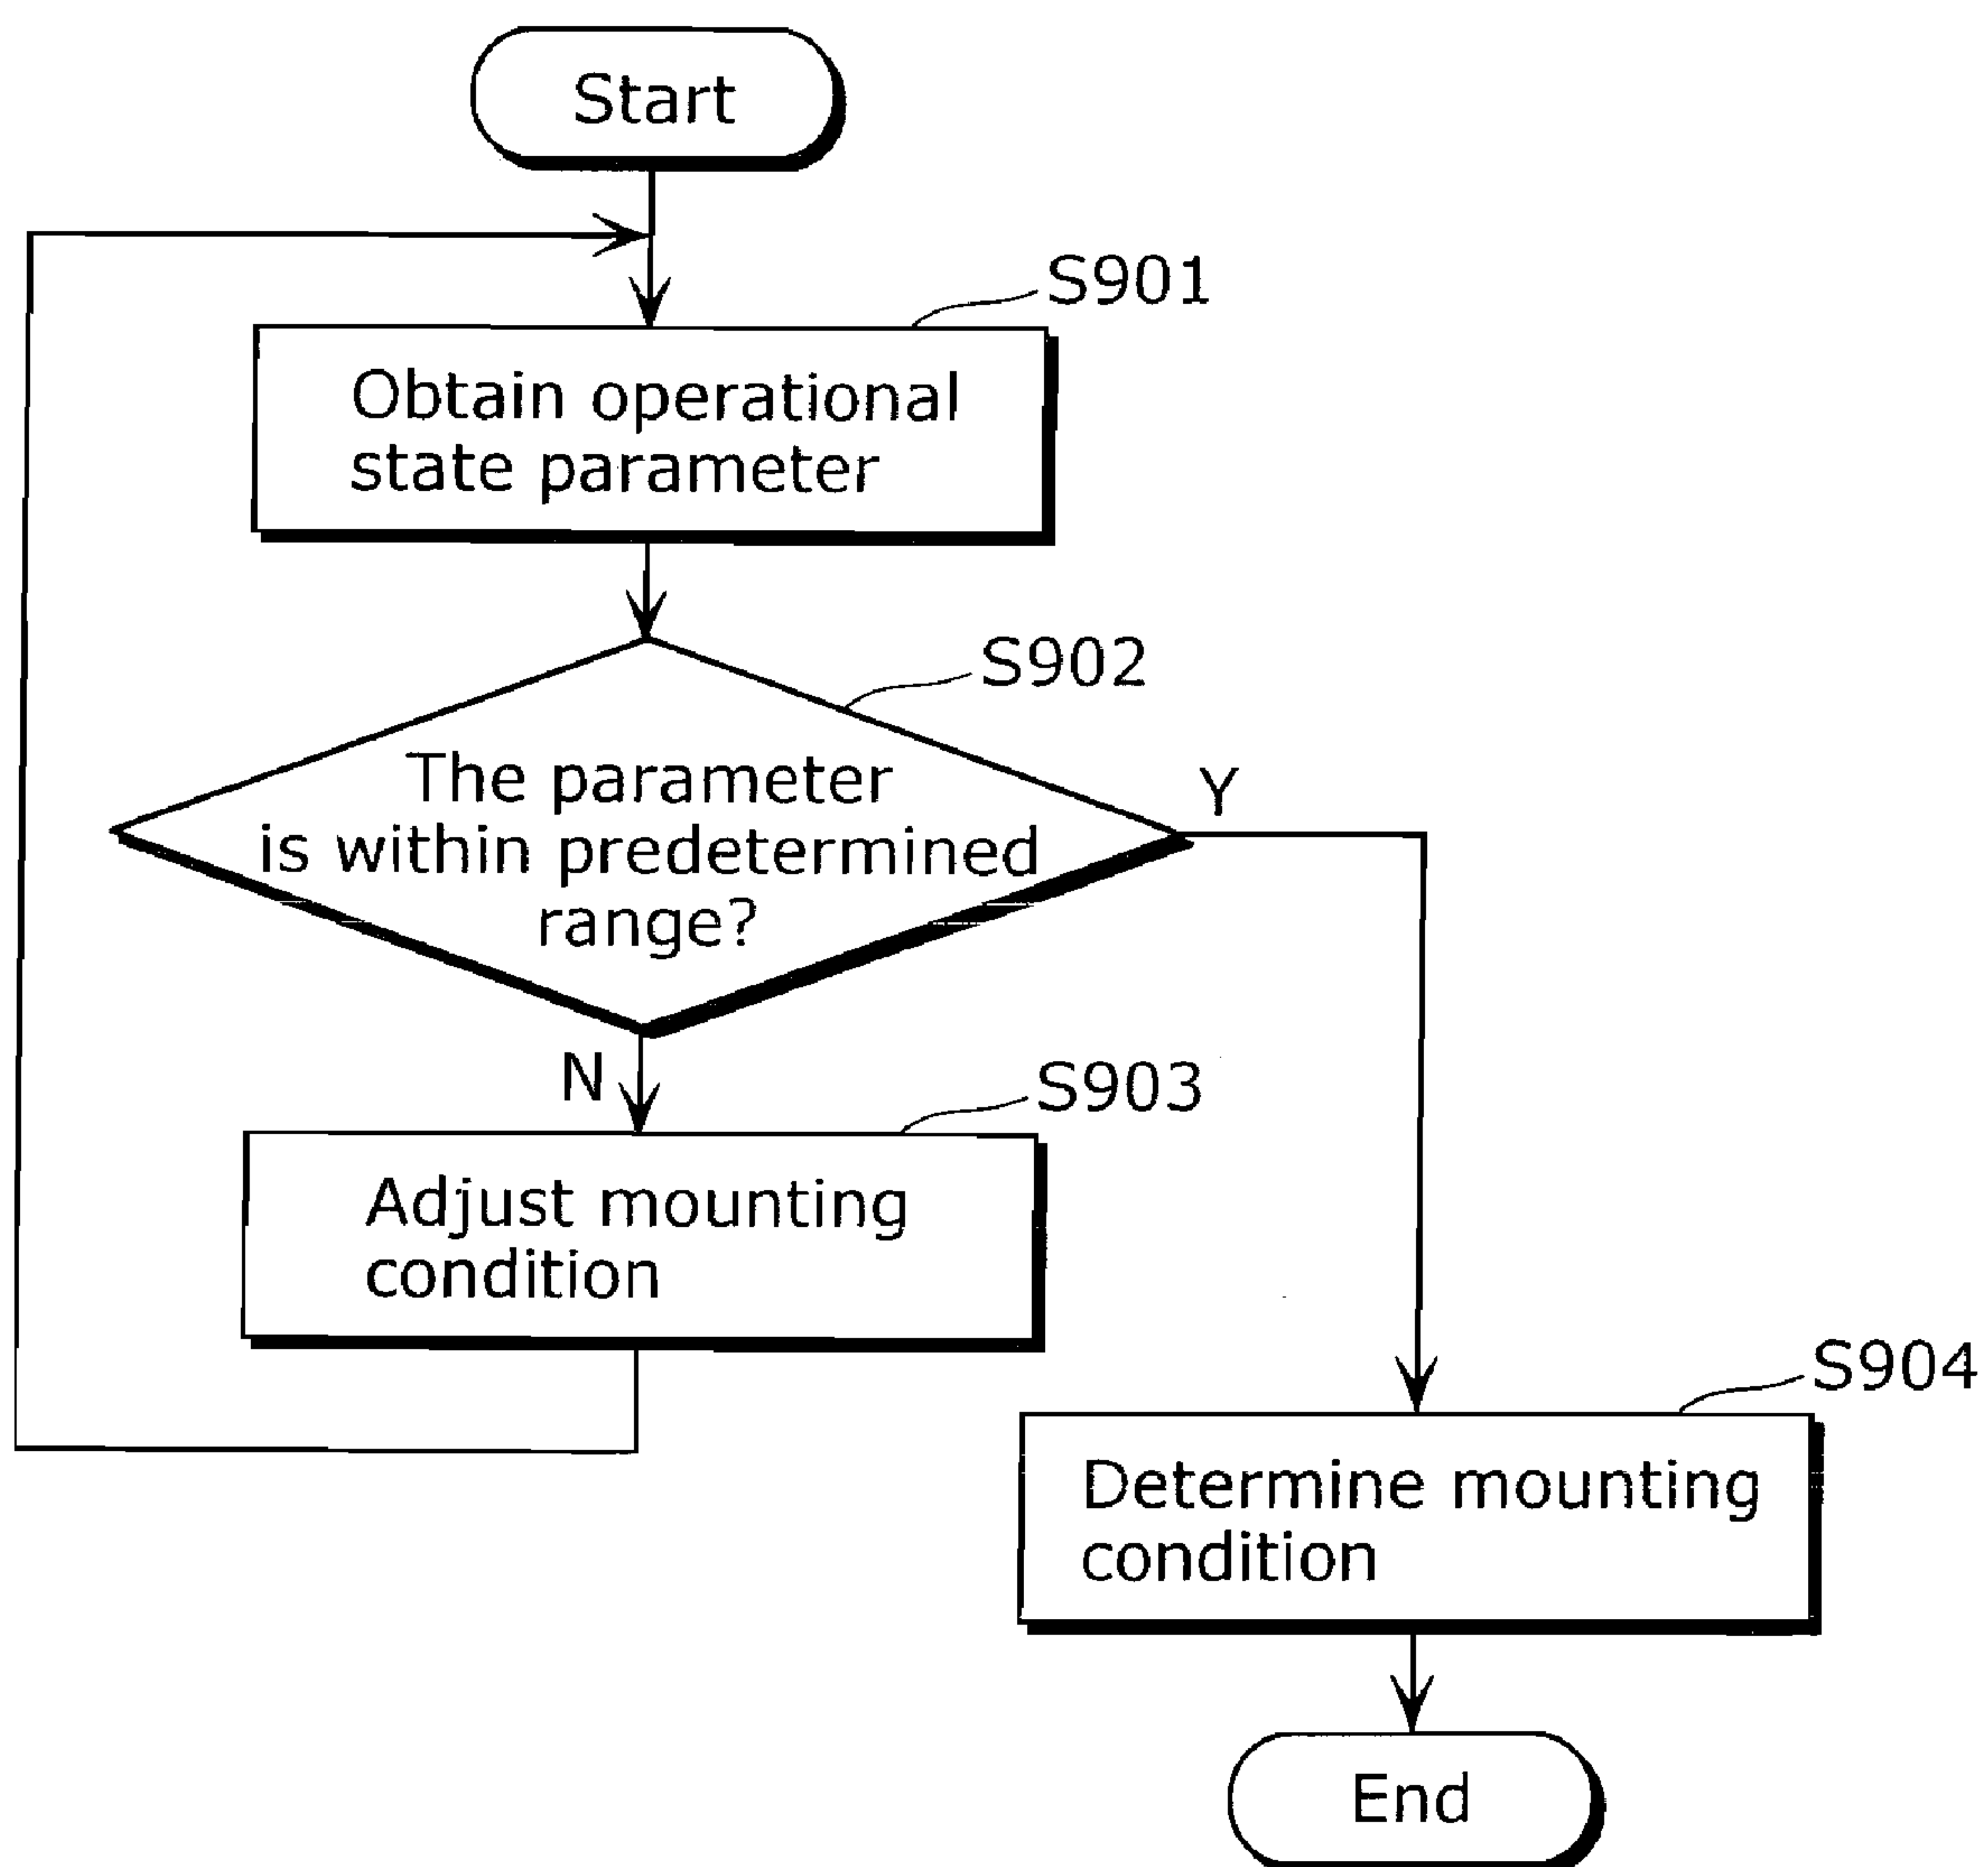 Start
S901
Obtain operational
state parameter
S902
The parameter
is within predetermined
range?
Y
N
S903
Adjust mounting
condition
S904
Determine mounting
condition
End